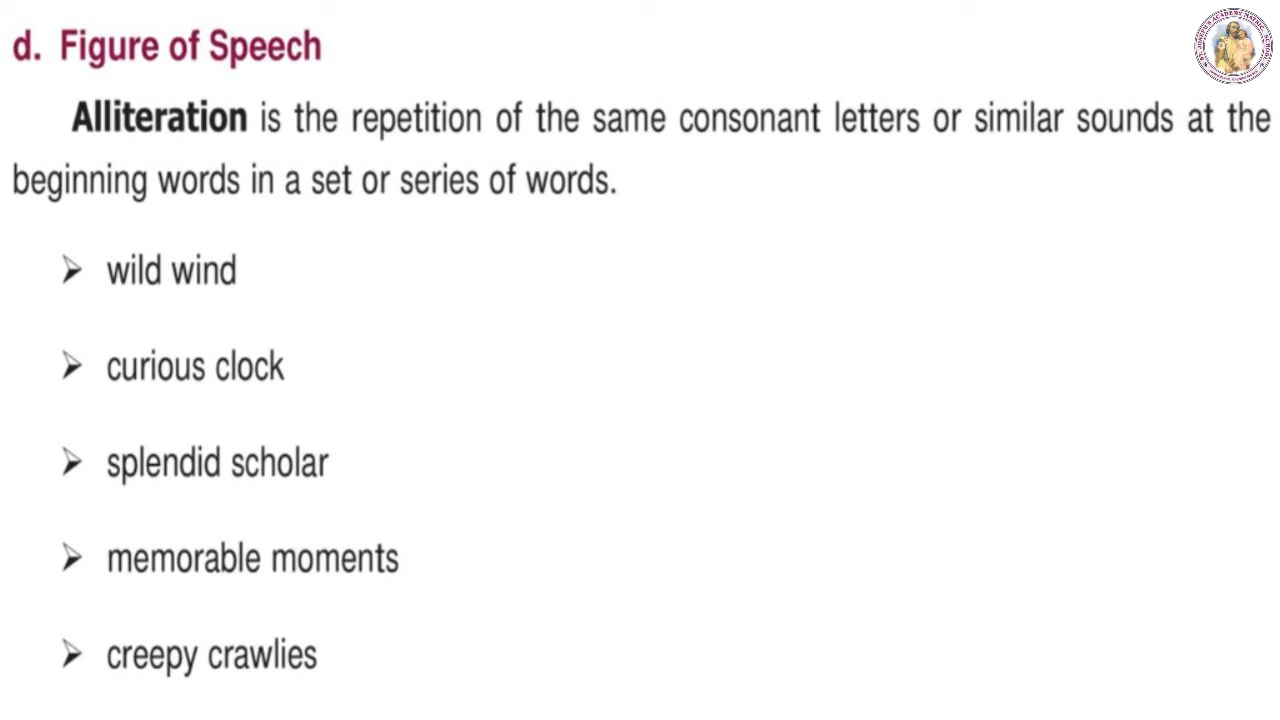 d. Figure of Speech
Alliteration is the repetition of the same consonant letters or similar sounds at the
beginning words in a set or series of words.
➢ wild wind
➢ curious clock
➢ splendid scholar
➢ memorable moments
➢ creepy crawlies